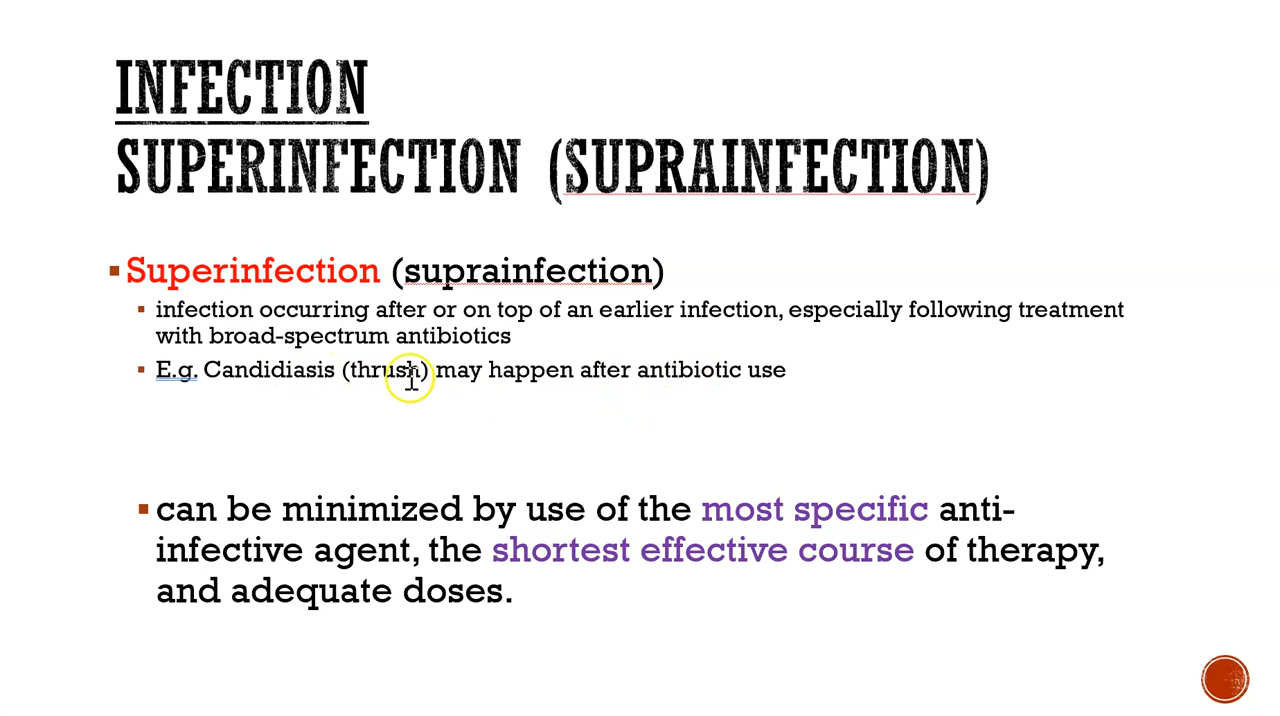 INFECTION
SUPERINFECTION (SUPRAINFECTION)
Superinfection (suprainfection)
infection occurring after or on top of an earlier infection, especially following treatment
with broad-spectrum antibiotics
E.g. Candidiasis (thrush) may happen after antibiotic use
can be minimized by use of the most specific anti-
infective agent, the shortest effective course of therapy,
and adequate doses.